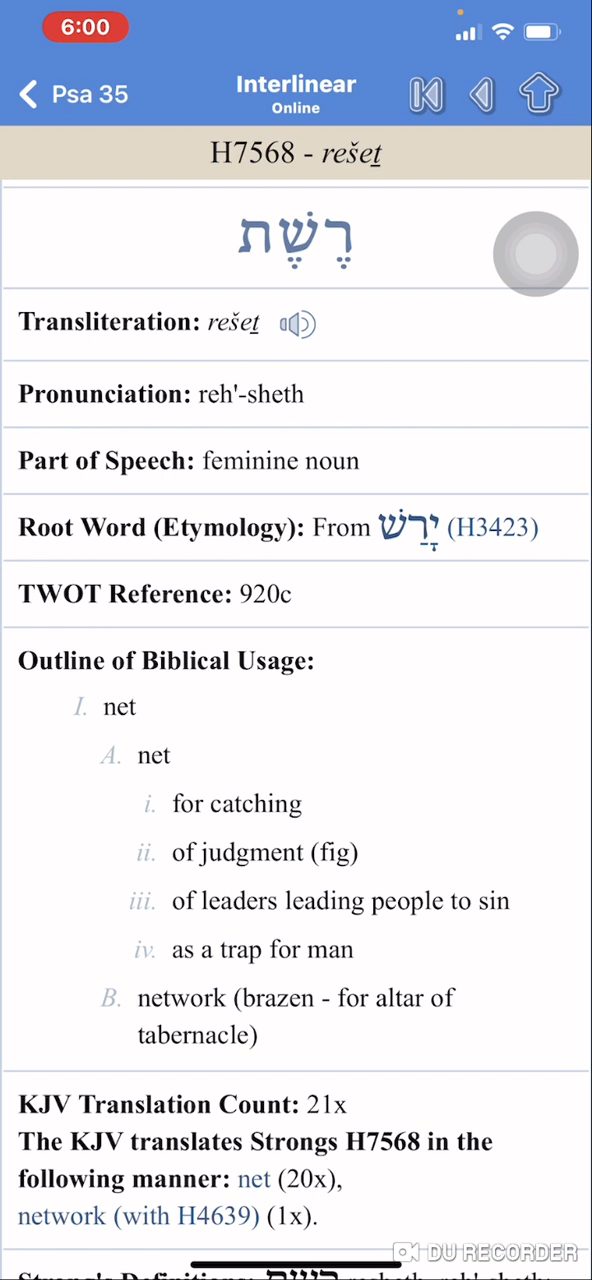 6:00
Psa 35
Interlinear
Online
H7568 - rešeṯ
רֶשֶׁת
Transliteration: rešeṯ
Pronunciation: reh'-sheth
Part of Speech: feminine noun
Root Word (Etymology): From יָרַשׁ (H3423)
TWOT Reference: 920c
Outline of Biblical Usage:
I. net
A. net
i. for catching
ii. of judgment (fig)
iii. of leaders leading people to sin
iv. as a trap for man
B. network (brazen - for altar of
tabernacle)
KJV Translation Count: 21x
The KJV translates Strongs H7568 in the
following manner: net (20x),
network (with H4639) (1x).
DU RECORDER